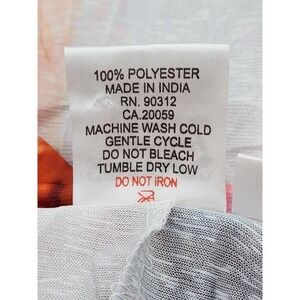 100% POLYESTER
MADE IN INDIA
RN. 90312
CA.20059
MACHINE WASH COLD
GENTLE CYCLE
DO NOT BLEACH
TUMBLE DRY LOW
DO NOT IRON